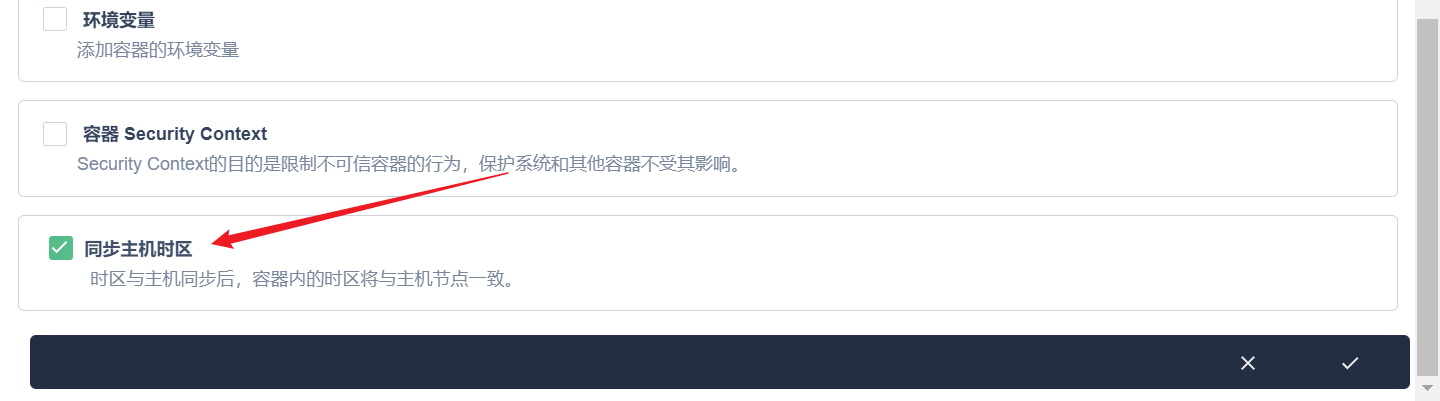 环境变量
添加容器的环境变量
容器 Security Context
Security Context的目的是限制不可信容器的行为，保护系统和其他容器不受其影响。
同步主机时区
时区与主机同步后，容器内的时区将与主机节点一致。